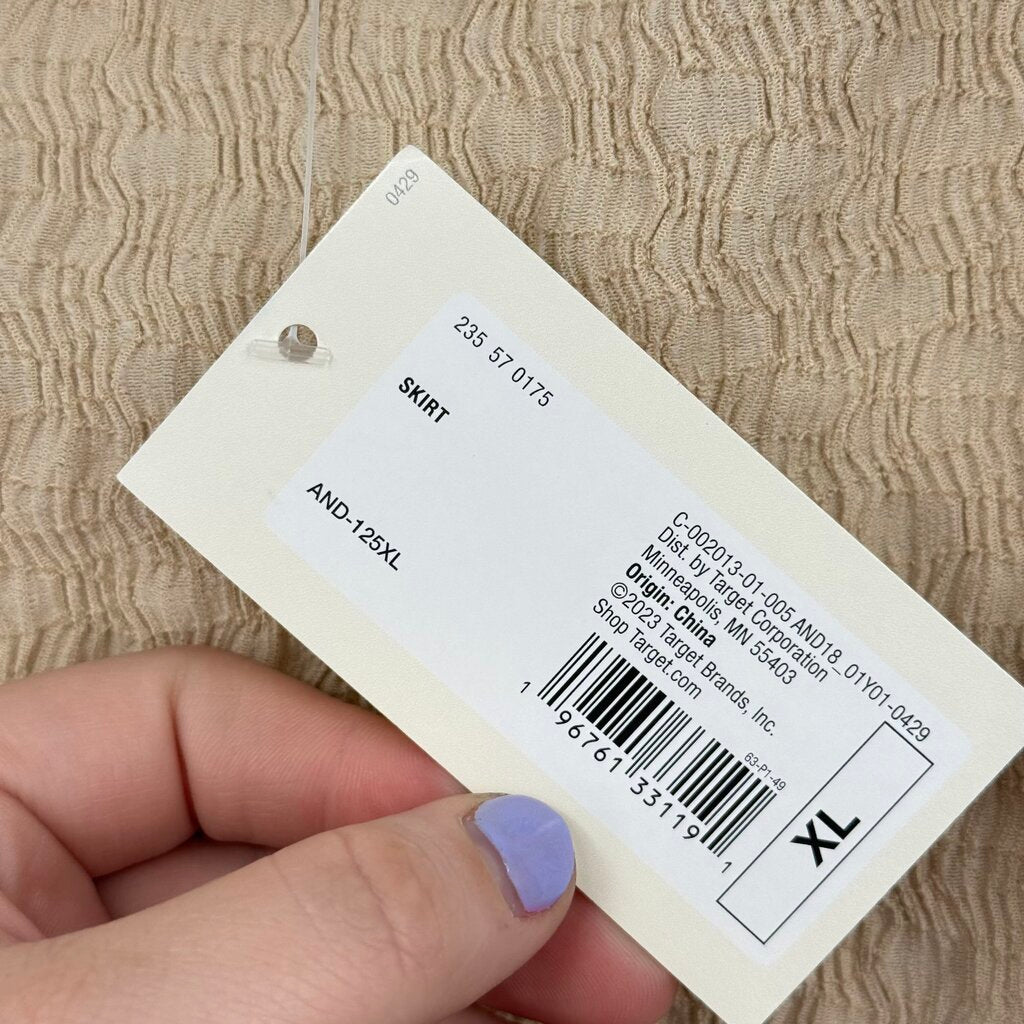 0429
235 57 0175
SKIRT
AND-125XL
C-002013-01-005 AND18_01Y01-0429
Dist. by Target Corporation
Minneapolis, MN 55403
Origin: China
©2023 Target Brands, Inc.
Shop Target.com
63-P1-49
1 96761 33119 1
XL